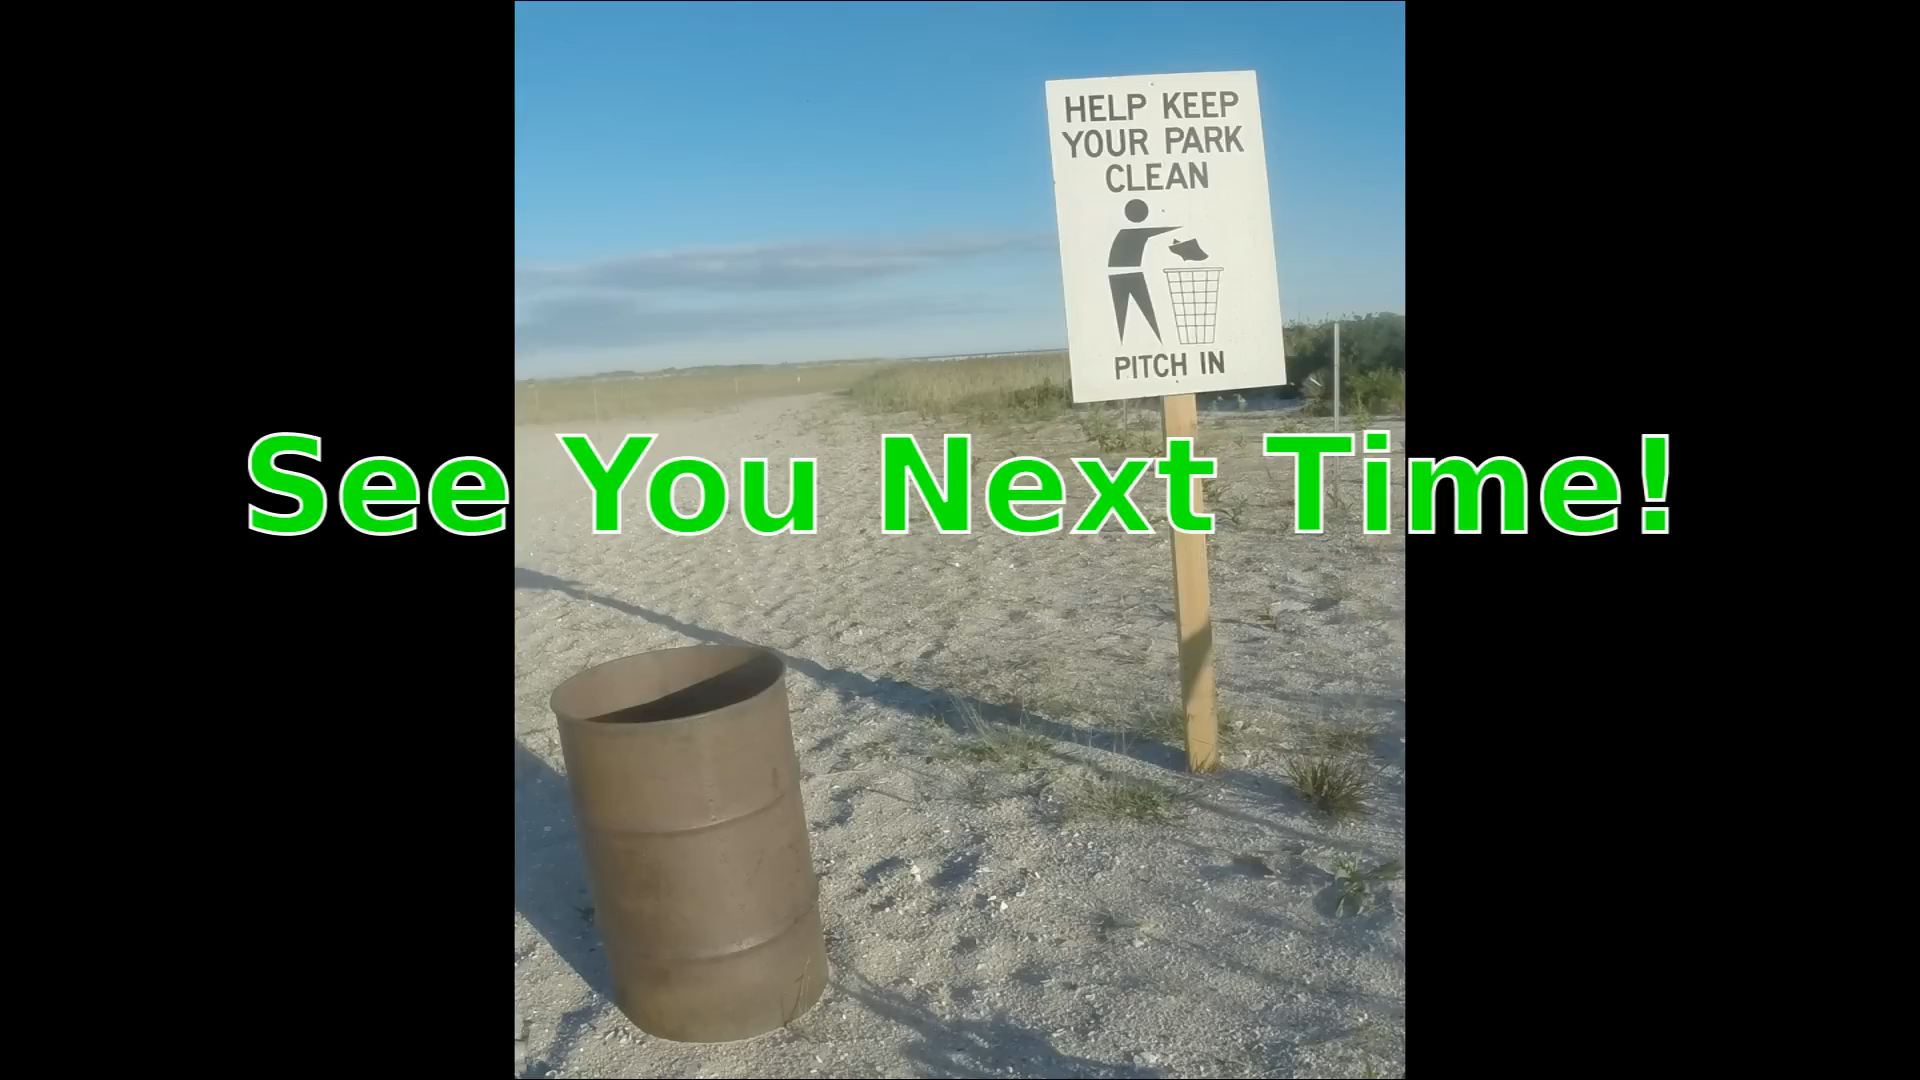 HELP KEEP
YOUR PARK
CLEAN
PITCH IN
See You Next Time!